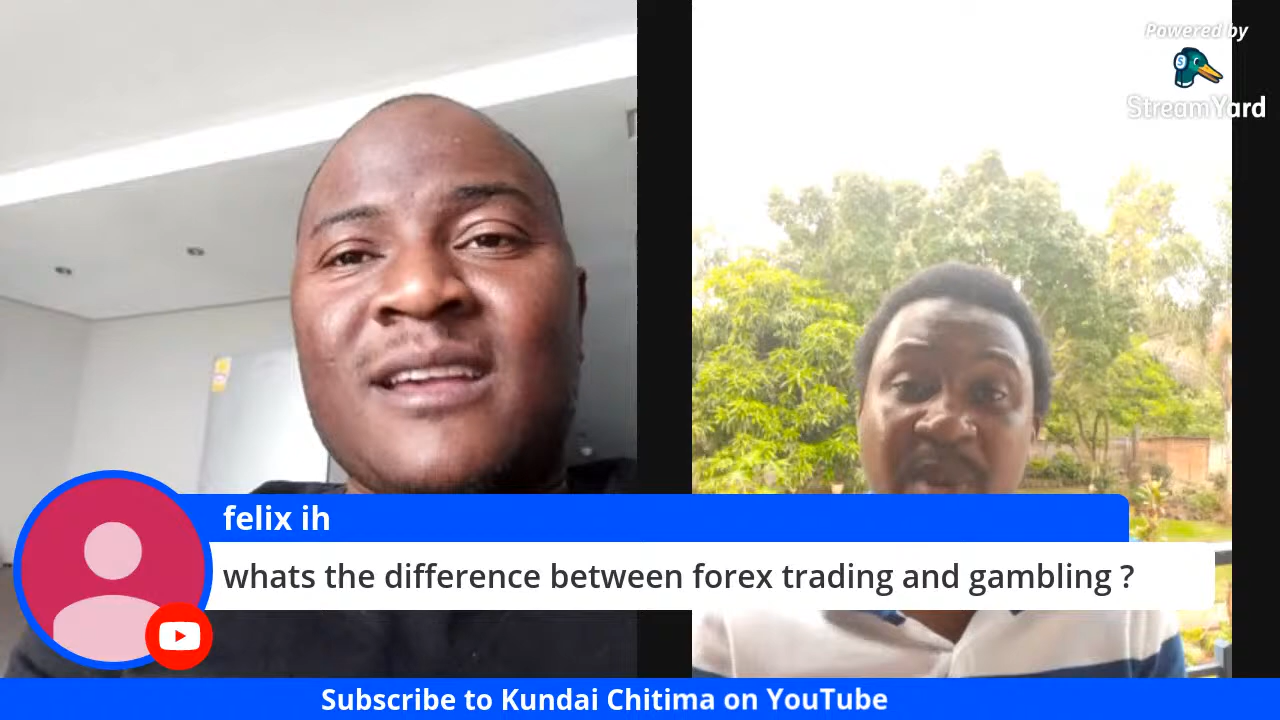 Powered by
StreamYard
felix ih
whats the difference between forex trading and gambling ?
Subscribe to Kundai Chitima on YouTube